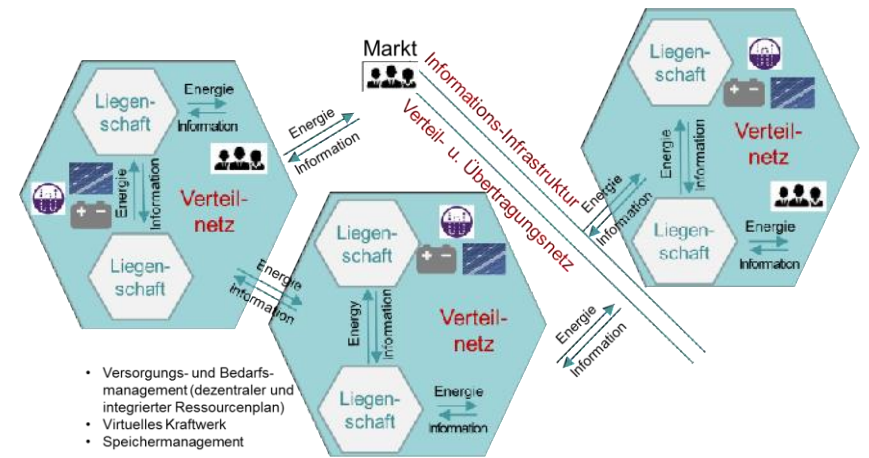 Markt
Informations-Infrastruktur
Verteil- u. Übertragungsnetz
Energie
Information
Liegen-
schaft
Energie
Information
Energie
Information
Verteil-
netz
Liegen-
schaft
Energie
Information
Liegen-
schaft
Energy
information
Verteil-
netz
Liegen-
schaft
Energie
Information
Energie
Information
Liegen-
schaft
Energie
Information
Verteil-
netz
Energie
Information
Liegen-
schaft
Energie
Information
• Versorgungs- und Bedarfs-
management (dezentraler und
integrierter Ressourcenplan)
• Virtuelles Kraftwerk
• Speichermanagement